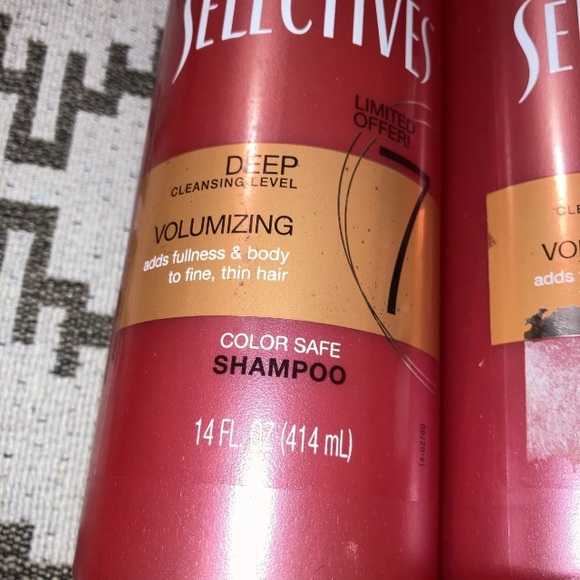 SELECTIVES
LIMITED
OFFER!
7
DEEP
CLEANSING LEVEL
VOLUMIZING
adds fullness & body
to fine, thin hair
COLOR SAFE
SHAMPOO
14 FL. OZ (414 mL)
SE
CLE
VO
adds